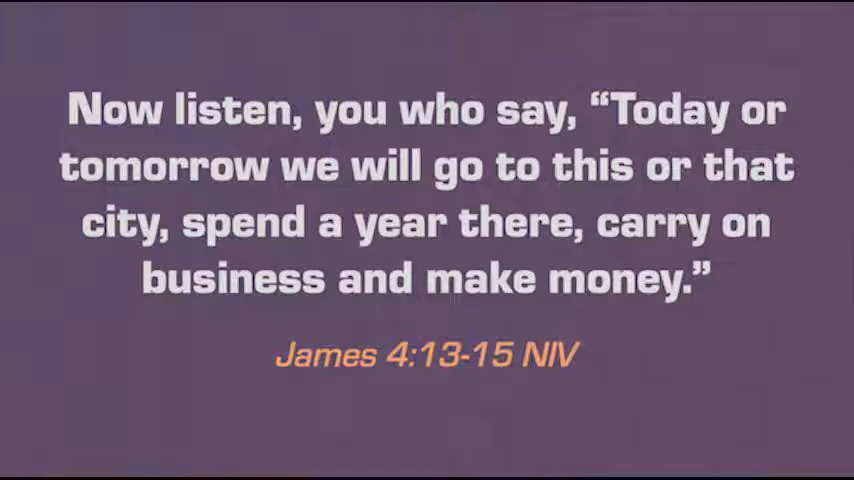 Now listen, you who say, “Today or
tomorrow we will go to this or that
city, spend a year there, carry on
business and make money.”
James 4:13-15 NIV